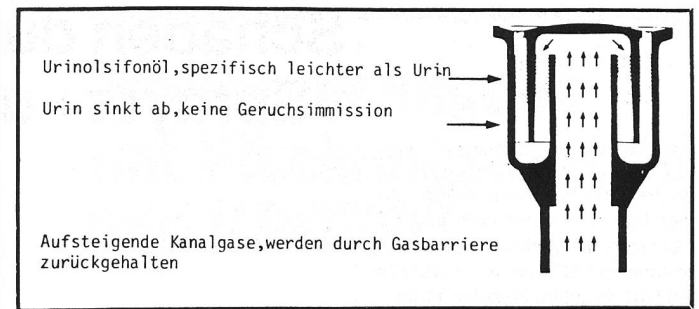 Urinolsifonöl,spezifisch leichter als Urin
Urin sinkt ab,keine Geruchsimmission
Aufsteigende Kanalgase,werden durch Gasbarriere
zurückgehalten